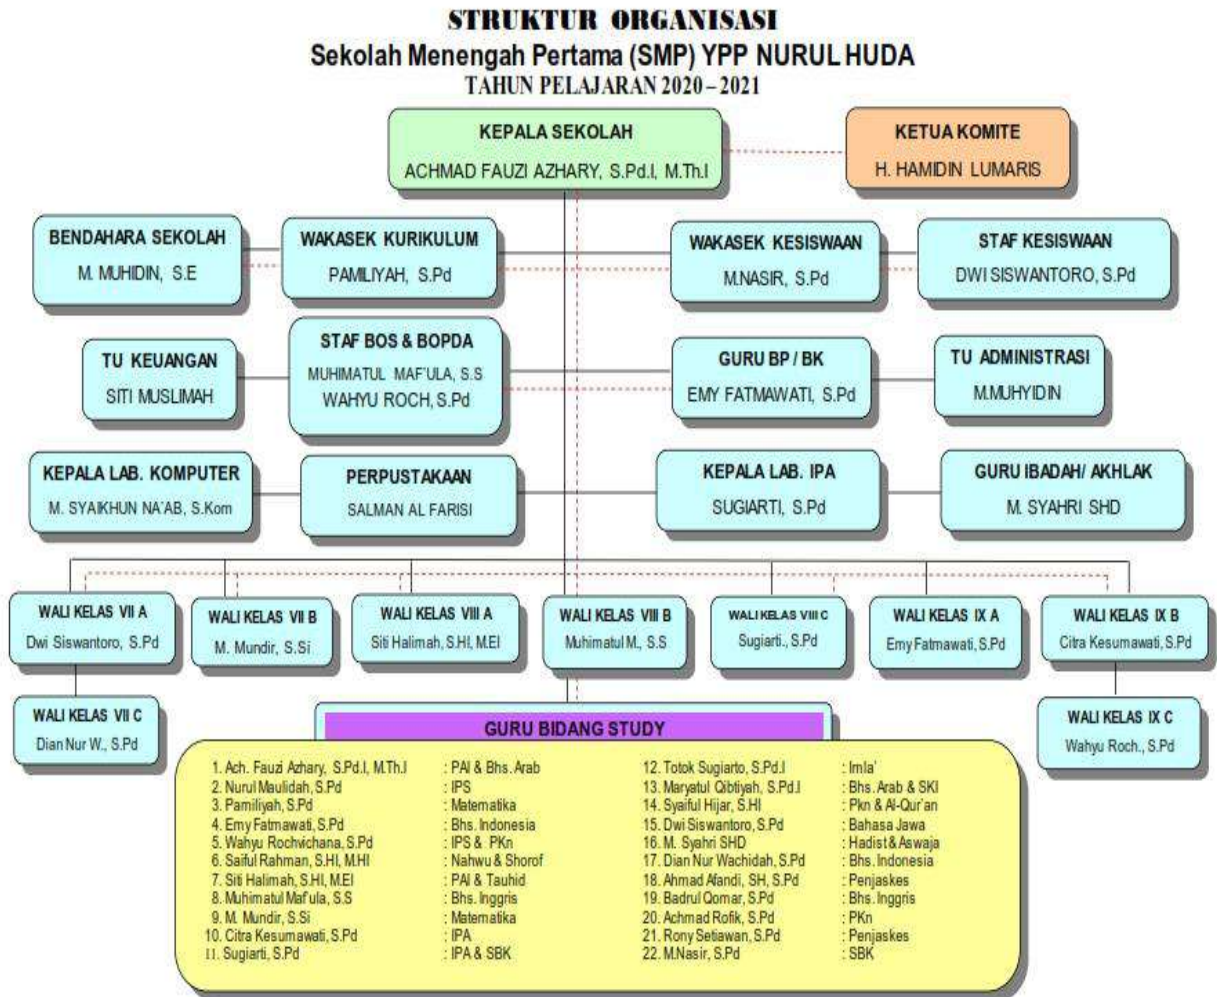 STRUKTUR ORGANISASI
Sekolah Menengah Pertama (SMP) YPP NURUL HUDA
TAHUN PELAJARAN 2020 – 2021
KEPALA SEKOLAH
ACHMAD FAUZI AZHARY, S.Pd.I, M.Th.I
KETUA KOMITE
H. HAMIDIN LUMARIS
BENDAHARA SEKOLAH
M. MUHIDIN, S.E
WAKASEK KURIKULUM
PAMILIYAH, S.Pd
WAKASEK KESISWAAN
M.NASIR, S.Pd
STAF KESISWAAN
DWI SISWANTORO, S.Pd
TU KEUANGAN
SITI MUSLIMAH
STAF BOS & BOPDA
MUHIMATUL MAF`ULA, S.S
WAHYU ROCH, S.Pd
GURU BP / BK
EMY FATMAWATI, S.Pd
TU ADMINISTRASI
M.MUHYIDIN
KEPALA LAB. KOMPUTER
M. SYAIKHUN NA`AB, S.Kom
PERPUSTAKAAN
SALMAN AL FARISI
KEPALA LAB. IPA
SUGIARTI, S.Pd
GURU IBADAH/ AKHLAK
M. SYAHRI SHD
WALI KELAS VII A
Dwi Siswantoro, S.Pd
WALI KELAS VII B
M. Mundir, S.Si
WALI KELAS VIII A
Siti Halimah, S.HI, M.EI
WALI KELAS VIII B
Muhimatul M., S.S
WALI KELAS VIII C
Sugiarti., S.Pd
WALI KELAS IX A
Emy Fatmawati, S.Pd
WALI KELAS IX B
Citra Kesumawati, S.Pd
WALI KELAS VII C
Dian Nur W., S.Pd
WALI KELAS IX C
Wahyu Roch., S.Pd
GURU BIDANG STUDY
1. Ach. Fauzi Azhary, S.Pd.I, M.Th.I : PAI & Bhs. Arab
2. Nurul Maulidah, S.Pd : IPS
3. Pamiliyah, S.Pd : Matematika
4. Emy Fatmawati, S.Pd : Bhs. Indonesia
5. Wahyu Rochvichana, S.Pd : IPS & PKn
6. Saiful Rahman, S.HI, M.HI : Nahwu & Shorof
7. Siti Halimah, S.HI, M.EI : PAI & Tauhid
8. Muhimatul Maf'ula, S.S : Bhs. Inggris
9. M. Mundir, S.Si : Matematika
10. Citra Kesumawati, S.Pd : IPA
11. Sugiarti, S.Pd : IPA & SBK
12. Totok Sugiarto, S.Pd.I : Imla'
13. Maryatul Qibtiyah, S.Pd.I : Bhs. Arab & SKI
14. Syaiful Hijar, S.HI : Pkn & Al-Qur'an
15. Dwi Siswantoro, S.Pd : Bahasa Jawa
16. M. Syahri SHD : Hadist & Aswaja
17. Dian Nur Wachidah, S.Pd : Bhs. Indonesia
18. Ahmad Afandi, SH, S.Pd : Penjaskes
19. Badrul Qomar, S.Pd : Bhs. Inggris
20. Achmad Rofik, S.Pd : PKn
21. Rony Setiawan, S.Pd : Penjaskes
22. M.Nasir, S.Pd : SBK